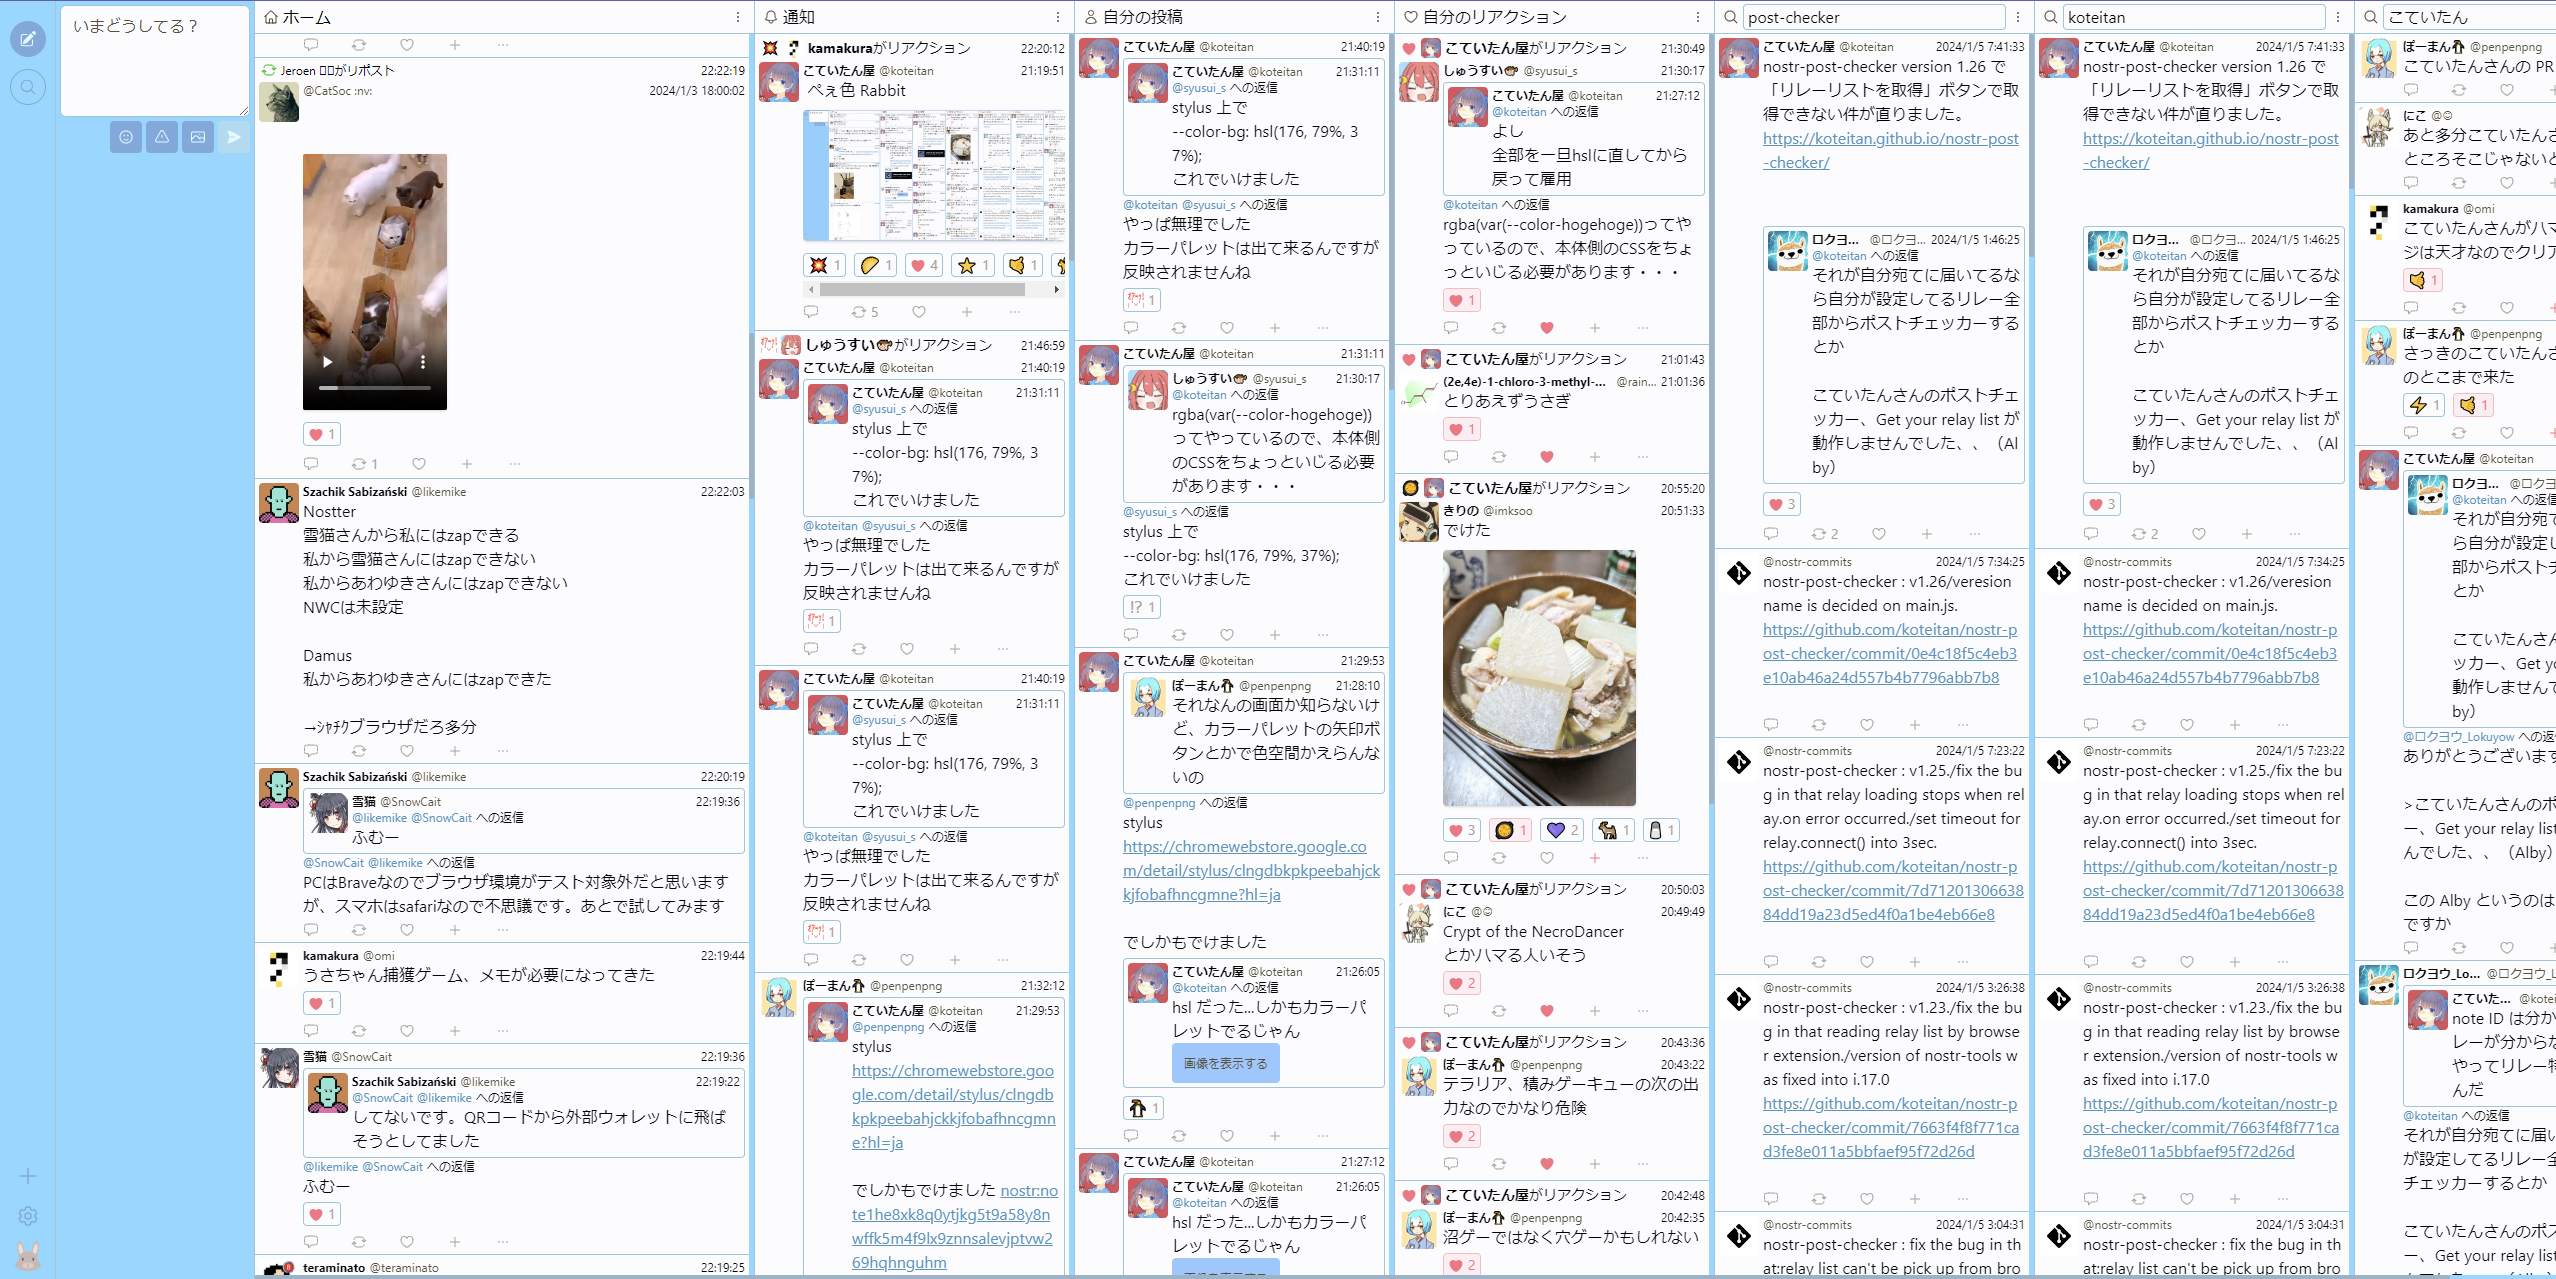 いまどうしてる？
ホーム
Jeroen がリポスト 22:22:19
@CatSoc :nv: 2024/1/3 18:00:02
1
1
Szachik Sabizański @likemike 22:22:03
Nostter
雪猫さんから私にはzapできる
私から雪猫さんにはzapできない
私からあわゆきさんにはzapできない
NWCは未設定
Damus
私からあわゆきさんにはzapできた
→ｼｬﾁｸブラウザだろ多分
Szachik Sabizański @likemike 22:20:19
雪猫 @SnowCait 22:19:36
@likemike @SnowCait への返信
ふむー
@SnowCait @likemike への返信
PCはBraveなのでブラウザ環境がテスト対象外だと思います
が、スマホはsafariなので不思議です。あとで試してみます
kamakura @omi 22:19:44
うさちゃん捕獲ゲーム、メモが必要になってきた
1
雪猫 @SnowCait 22:19:36
Szachik Sabizański @likemike 22:19:22
@SnowCait @likemike への返信
してないです。QRコードから外部ウォレットに飛ば
そうとしてました
@likemike @SnowCait への返信
ふむー
1
teraminato @teraminato 22:19:25
通知
kamakuraがリアクション 22:20:12
こていたん屋 @koteitan 21:19:51
ぺぇ色 Rabbit
1 1 4 1 1
5
しゅうすいがリアクション 21:46:59
こていたん屋 @koteitan 21:40:19
こていたん屋 @koteitan 21:31:11
@syusui_s への返信
stylus 上で
--color-bg: hsl(176, 79%, 3
7%);
これでいけました
@koteitan @syusui_s への返信
やっぱ無理でした
カラーパレットは出て来るんですが
反映されませんね
1
こていたん屋 @koteitan 21:40:19
こていたん屋 @koteitan 21:31:11
@syusui_s への返信
stylus 上で
--color-bg: hsl(176, 79%, 3
7%);
これでいけました
@koteitan @syusui_s への返信
やっぱ無理でした
カラーパレットは出て来るんですが
反映されませんね
1
ぽーまん @penpenpng 21:32:12
こていたん屋 @koteitan 21:29:53
@penpenpng への返信
stylus
https://chromewebstore.goo
gle.com/detail/stylus/clngdb
kpkpeebahjckkjfobafhncgmn
e?hl=ja
でしかもでけました nostr:no
te1he8xk8q0ytjkg5t9a58y8n
wffk5m4f9lx9znnsalevjptvw2
69hqhnguhm
自分の投稿
こていたん屋 @koteitan 21:40:19
こていたん屋 @koteitan 21:31:11
@syusui_s への返信
stylus 上で
--color-bg: hsl(176, 79%, 3
7%);
これでいけました
@koteitan @syusui_s への返信
やっぱ無理でした
カラーパレットは出て来るんですが
反映されませんね
1
こていたん屋 @koteitan 21:31:11
しゅうすい @syusui_s 21:30:17
@koteitan への返信
rgba(var(--color-hogehoge))
ってやっているので、本体側
のCSSをちょっといじる必要
があります・・・
@syusui_s への返信
stylus 上で
--color-bg: hsl(176, 79%, 37%);
これでいけました
!? 1
こていたん屋 @koteitan 21:29:53
ぽーまん @penpenpng 21:28:10
それなんの画面か知らないけ
ど、カラーパレットの矢印ボ
タンとかで色空間かえらんな
いの
@penpenpng への返信
stylus
https://chromewebstore.google.co
m/detail/stylus/clngdbkpkpeebahjck
kjfobafhncgmne?hl=ja
でしかもでけました
こていたん屋 @koteitan 21:26:05
@koteitan への返信
hsl だった...しかもカラーパ
レットでるじゃん
画像を表示する
1
こていたん屋 @koteitan 21:27:12
こていたん屋 @koteitan 21:26:05
@koteitan への返信
hsl だった...しかもカラーパ
レットでるじゃん
自分のリアクション
こていたん屋がリアクション 21:30:49
しゅうすい @syusui_s 21:30:17
こていたん屋 @koteitan 21:27:12
@koteitan への返信
よし
全部を一旦hslに直してから
戻って雇用
@koteitan への返信
rgba(var(--color-hogehoge))ってや
っているので、本体側のCSSをちょ
っといじる必要があります・・・
1
こていたん屋がリアクション 21:01:43
(2e,4e)-1-chloro-3-methyl-... @rain... 21:01:36
とりあえずうさぎ
1
こていたん屋がリアクション 20:55:20
きりの @imksoo 20:51:33
でけた
3 1 2 1 1
こていたん屋がリアクション 20:50:03
にこ @☺ 20:49:49
Crypt of the NecroDancer
とかハマる人いそう
2
こていたん屋がリアクション 20:43:36
ぽーまん @penpenpng 20:43:22
テラリア、積みゲーキューの次の出
力なのでかなり危険
2
こていたん屋がリアクション 20:42:48
ぽーまん @penpenpng 20:42:35
沼ゲーではなく穴ゲーかもしれない
2
post-checker
こていたん屋 @koteitan 2024/1/5 7:41:33
nostr-post-checker version 1.26 で
「リレーリストを取得」ボタンで取
得できない件が直りました。
https://koteitan.github.io/nostr-post
-checker/
ロクヨ... @ロクヨ... 2024/1/5 1:46:25
@koteitan への返信
それが自分宛てに届いてるな
ら自分が設定してるリレー全
部からポストチェッカーする
とか
こていたんさんのポストチェ
ッカー、Get your relay list が
動作しませんでした、、（Al
by）
3
2
@nostr-commits 2024/1/5 7:34:25
nostr-post-checker : v1.26/veresion
name is decided on main.js.
https://github.com/koteitan/nostr-p
ost-checker/commit/0e4c18f5c4eb3
e10ab46a24d557b4b7796abb7b8
@nostr-commits 2024/1/5 7:23:22
nostr-post-checker : v1.25./fix the bu
g in that relay loading stops when rel
ay.on error occurred./set timeout for
relay.connect() into 3sec.
https://github.com/koteitan/nostr-p
ost-checker/commit/7d71201306638
84dd19a23d5ed4f0a1be4eb66e8
@nostr-commits 2024/1/5 3:26:38
nostr-post-checker : v1.23./fix the bu
g in that reading relay list by browse
r extension./version of nostr-tools w
as fixed into i.17.0
https://github.com/koteitan/nostr-p
ost-checker/commit/7663f4f8f771ca
d3fe8e011a5bbfaef95f72d26d
@nostr-commits 2024/1/5 3:04:31
nostr-post-checker : fix the bug in th
at:relay list can't be pick up from bro
koteitan
こていたん屋 @koteitan 2024/1/5 7:41:33
nostr-post-checker version 1.26 で
「リレーリストを取得」ボタンで取
得できない件が直りました。
https://koteitan.github.io/nostr-post
-checker/
ロクヨ... @ロクヨ... 2024/1/5 1:46:25
@koteitan への返信
それが自分宛てに届いてるな
ら自分が設定してるリレー全
部からポストチェッカーする
とか
こていたんさんのポストチェ
ッカー、Get your relay list が
動作しませんでした、、（Al
by）
3
2
@nostr-commits 2024/1/5 7:34:25
nostr-post-checker : v1.26/veresion
name is decided on main.js.
https://github.com/koteitan/nostr-p
ost-checker/commit/0e4c18f5c4eb3
e10ab46a24d557b4b7796abb7b8
@nostr-commits 2024/1/5 7:23:22
nostr-post-checker : v1.25./fix the bu
g in that relay loading stops when rel
ay.on error occurred./set timeout for
relay.connect() into 3sec.
https://github.com/koteitan/nostr-p
ost-checker/commit/7d71201306638
84dd19a23d5ed4f0a1be4eb66e8
@nostr-commits 2024/1/5 3:26:38
nostr-post-checker : v1.23./fix the bu
g in that reading relay list by browse
r extension./version of nostr-tools w
as fixed into i.17.0
https://github.com/koteitan/nostr-p
ost-checker/commit/7663f4f8f771ca
d3fe8e011a5bbfaef95f72d26d
@nostr-commits 2024/1/5 3:04:31
nostr-post-checker : fix the bug in th
at:relay list can't be pick up from bro
こていたん
ぽーまん @penpenpng
こていたんさんの PR
にこ @☺
あと多分こていたんさ
ところそこじゃないと
kamakura @omi
こていたんさんがハマ
ジは天才なのでクリア
1
ぽーまん @penpenpng
さっきのこていたんさ
のとこまで来た
1 1
こていたん屋 @koteitan
ロクヨ... @ロクヨ
@koteitan への返信
それが自分宛て
ら自分が設定し
部からポストチ
とか
こていたんさん
ッカー、Get yo
動作しませんで
by）
@ロクヨウ_Lokuyow への返信
ありがとうございます
>こていたんさんのポ
ー、Get your relay list
んでした、、（Alby）
この Alby というのは
ですか
ロクヨウ_Lo... @ロクヨウ_L
こていた... @kotei
note ID は分か
レーが分からな
やってリレー特
んだ
@koteitan への返信
それが自分宛てに届い
が設定してるリレー全
チェッカーするとか
こていたんさんのポス
ー、Get your relay list